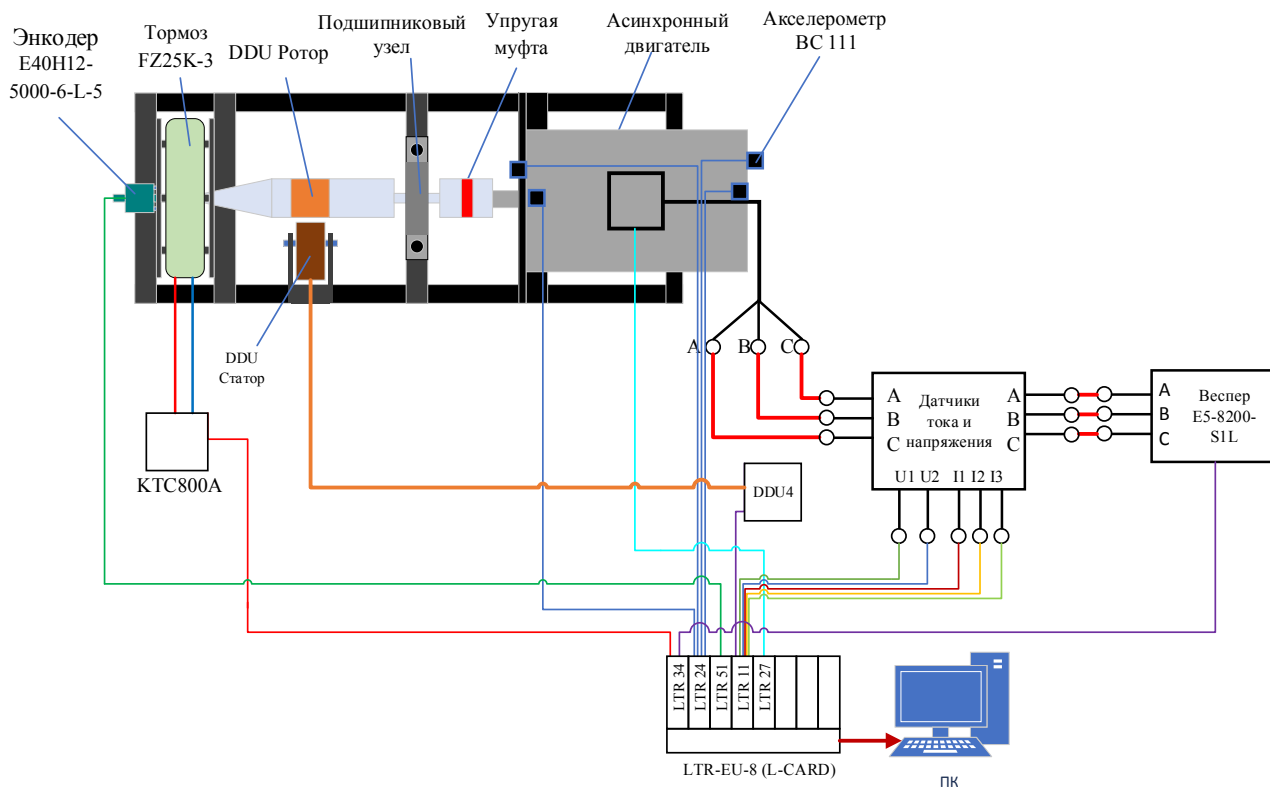 Энкодер
E40H12-
5000-6-L-5
Тормоз
FZ25K-3
DDU Ротор
Подшипниковый
узел
Упругая
муфта
Асинхронный
двигатель
Акселерометр
BC 111
DDU
Статор
A
B
C
A
B
C
Датчики
тока и
напряжения
A
B
C
U1
U2
I1
I2
I3
A
B
C
Веспер
E5-8200-
S1L
KTC800A
DDU4
LTR 34
LTR 24
LTR 51
LTR 11
LTR 27
LTR-EU-8 (L-CARD)
ПК